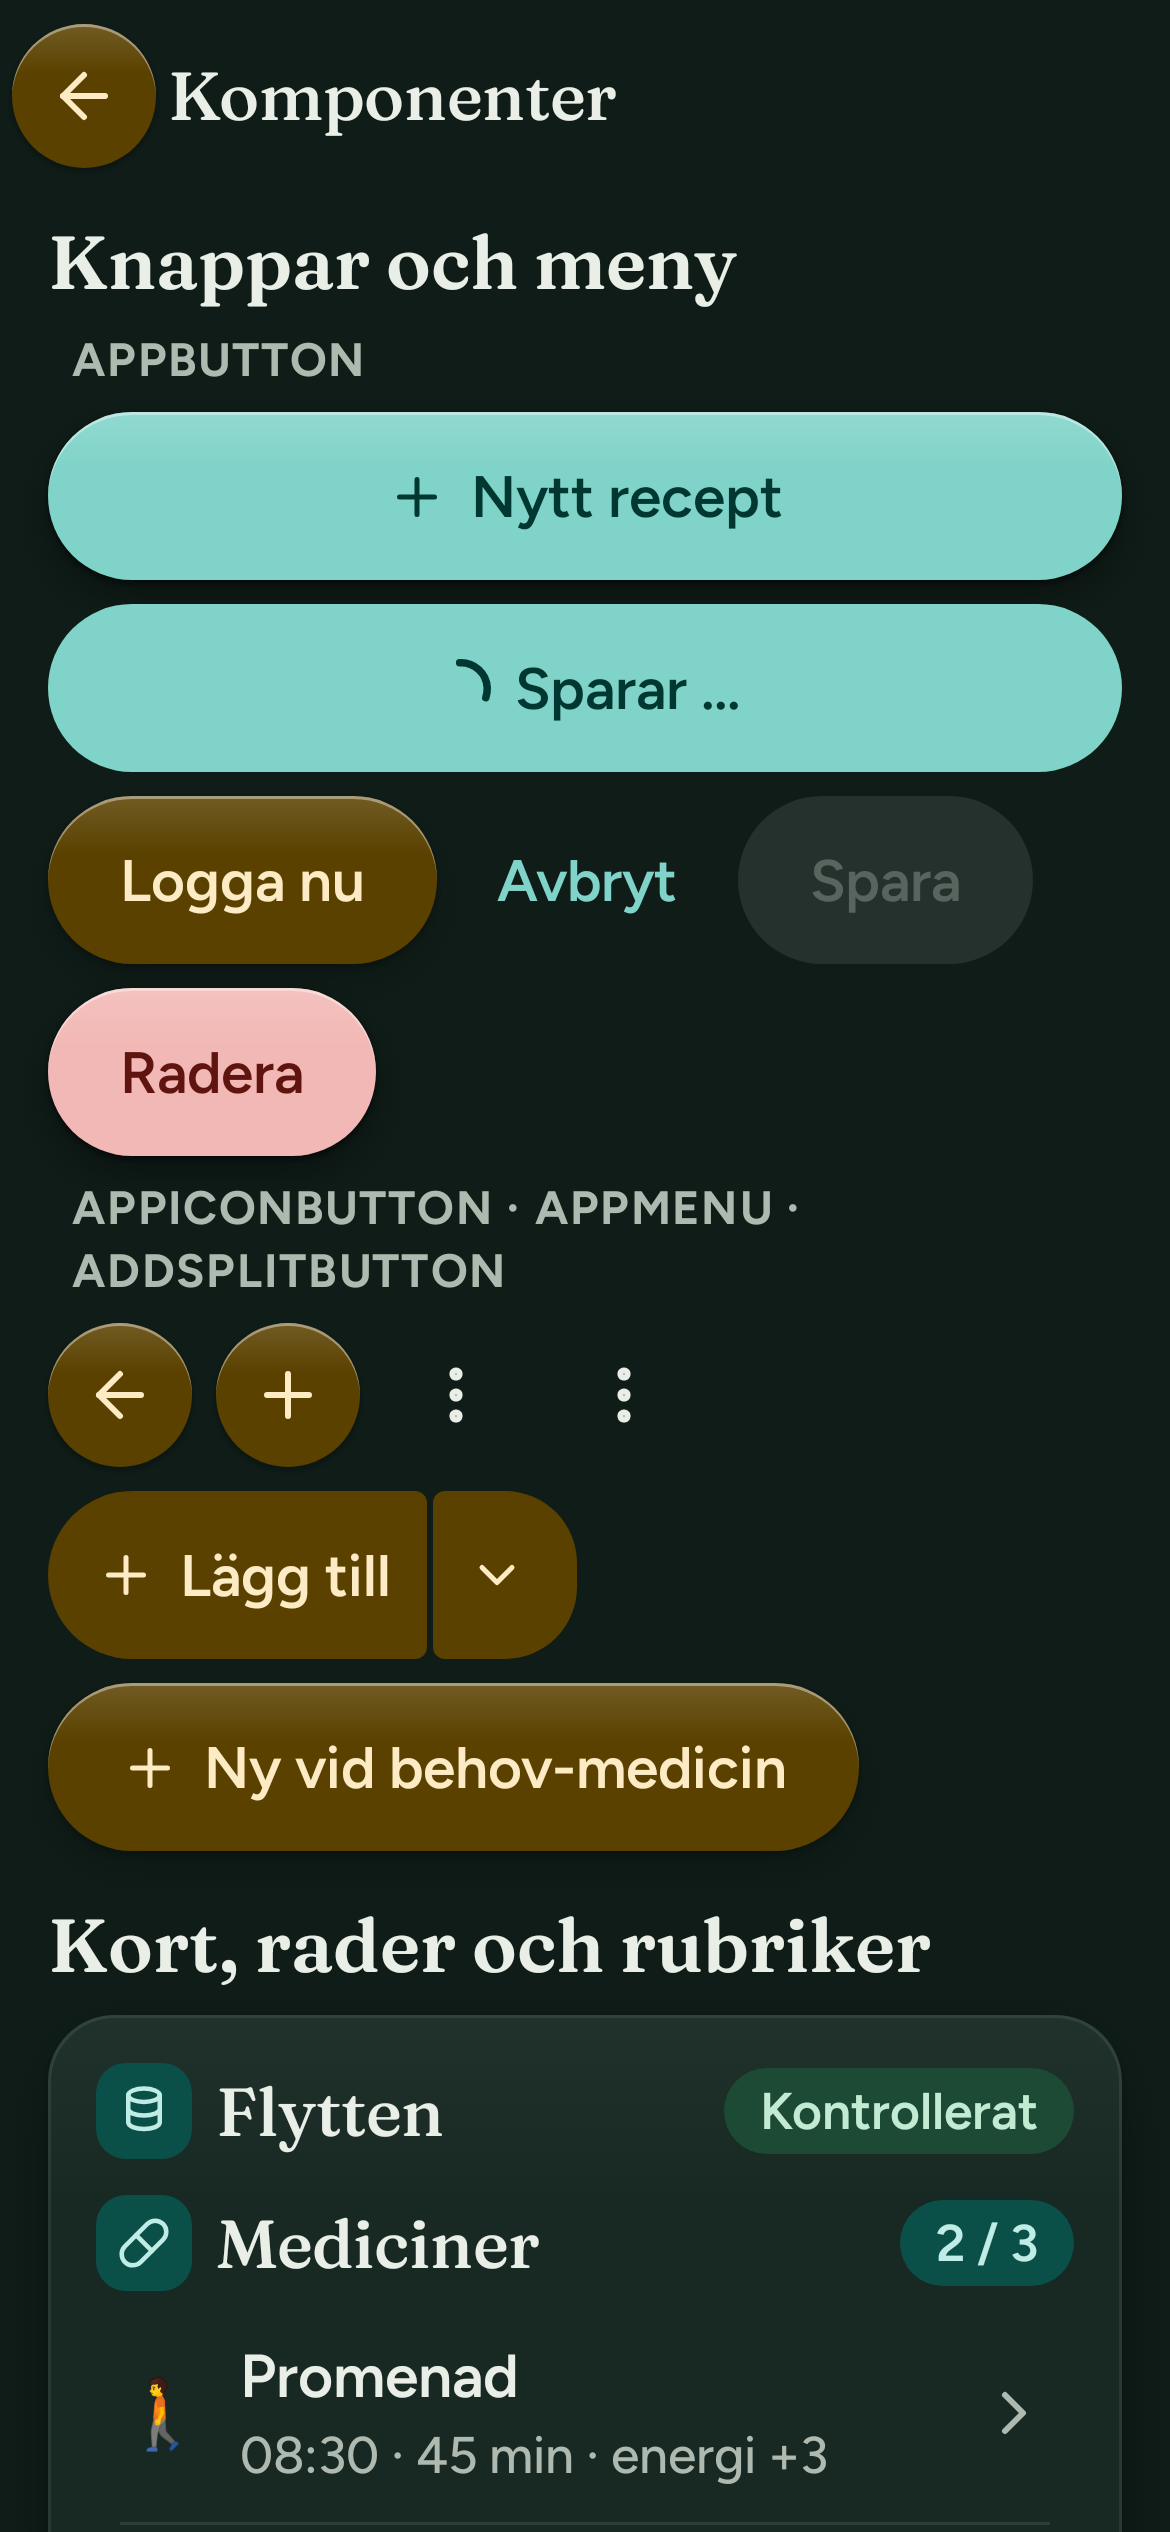 Komponenter
Knappar och meny
APPBUTTON
Nytt recept
Sparar ...
Logga nu
Avbryt
Spara
Radera
APPICONBUTTON · APPMENU ·
ADDSPLITBUTTON
Lägg till
Ny vid behov-medicin
Kort, rader och rubriker
Flytten
Kontrollerat
Mediciner
2 / 3
Promenad
08:30 · 45 min · energi +3